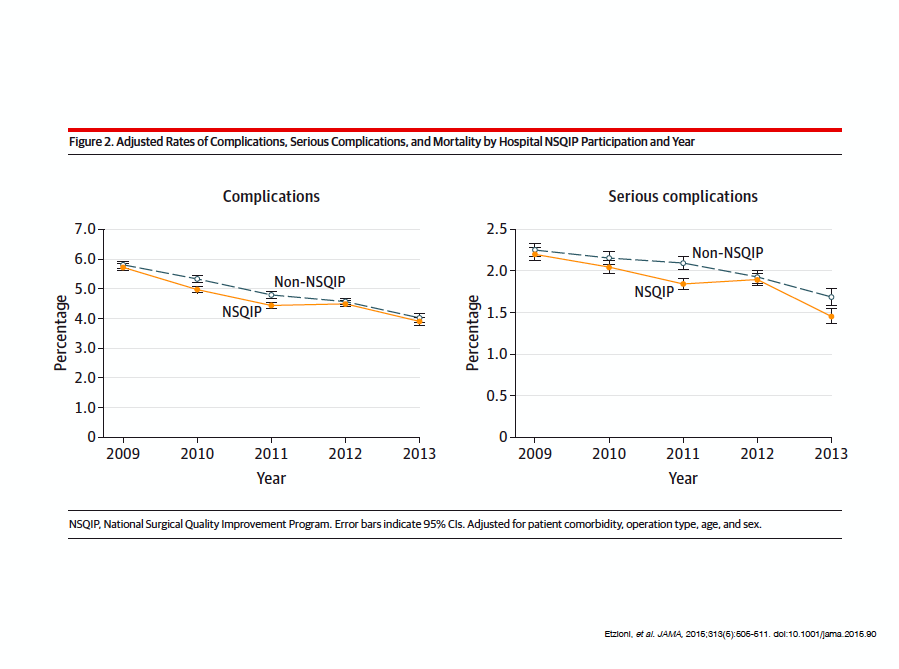 Figure 2. Adjusted Rates of Complications, Serious Complications, and Mortality by Hospital NSQIP Participation and Year
Complications
7.0
6.0
5.0
4.0
3.0
2.0
1.0
0
Percentage
Non-NSQIP
NSQIP
2009 2010 2011 2012 2013
Year
Serious complications
2.5
2.0
1.5
1.0
0.5
0
Percentage
Non-NSQIP
NSQIP
2009 2010 2011 2012 2013
Year
NSQIP, National Surgical Quality Improvement Program. Error bars indicate 95% CIs. Adjusted for patient comorbidity, operation type, age, and sex.
Etzioni, et al. JAMA, 2015;313(5):505-511. doi:10.1001/jama.2015.90